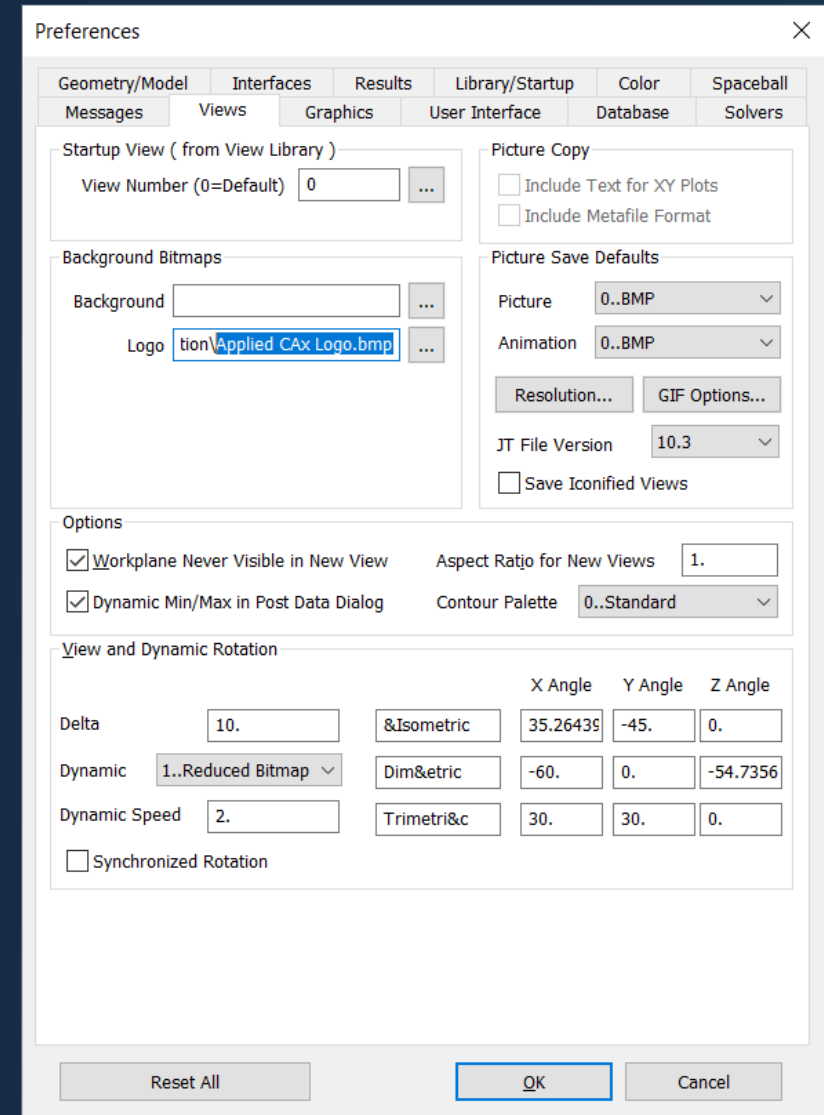 Preferences
Geometry/Model Interfaces Results Library/Startup Color Spaceball
Messages Views Graphics User Interface Database Solvers
Startup View ( from View Library )
View Number (0=Default) 0 ...
Picture Copy
Include Text for XY Plots
Include Metafile Format
Background Bitmaps
Background ...
Logo tion\Applied CAx Logo.bmp ...
Picture Save Defaults
Picture 0..BMP
Animation 0..BMP
Resolution... GIF Options...
JT File Version 10.3
Save Iconified Views
Options
Workplane Never Visible in New View Aspect Ratio for New Views 1.
Dynamic Min/Max in Post Data Dialog Contour Palette 0..Standard
View and Dynamic Rotation
X Angle Y Angle Z Angle
Delta 10. &Isometric 35.26439 -45. 0.
Dynamic 1..Reduced Bitmap Dim&etric -60. 0. -54.7356
Dynamic Speed 2. Trimetri&c 30. 30. 0.
Synchronized Rotation
Reset All OK Cancel